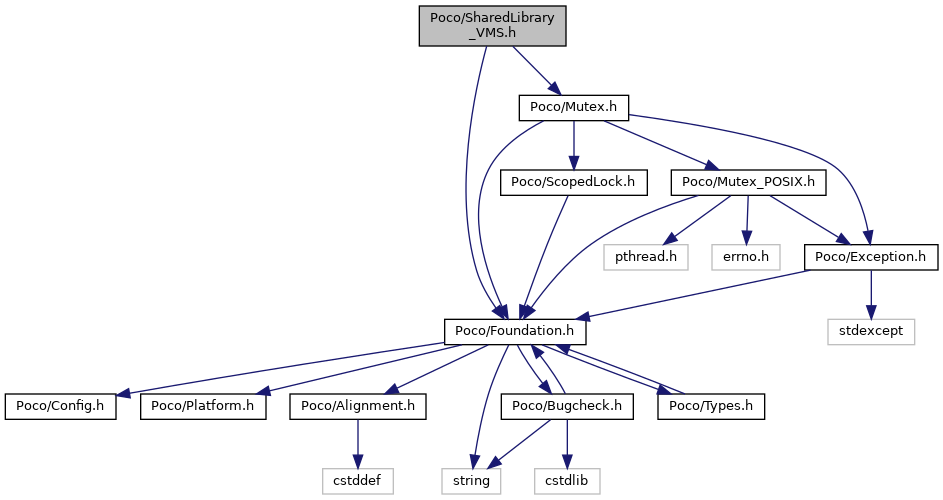 Poco/SharedLibrary
_VMS.h
Poco/Mutex.h
Poco/ScopedLock.h
Poco/Mutex_POSIX.h
pthread.h
errno.h
Poco/Exception.h
Poco/Foundation.h
stdexcept
Poco/Config.h
Poco/Platform.h
Poco/Alignment.h
Poco/Bugcheck.h
Poco/Types.h
cstddef
string
cstdlib